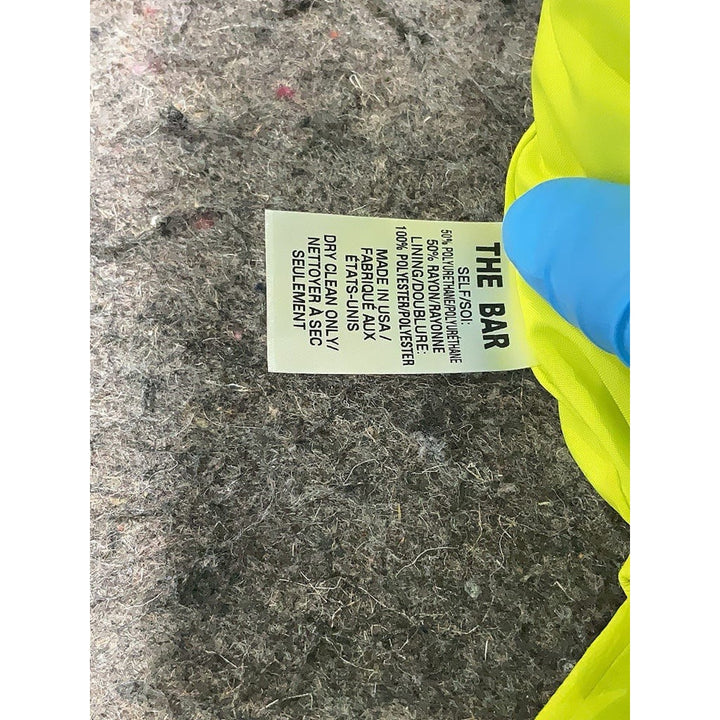 THE BAR
SELF/SOI:
50% POLYURETHANE/POLYURETHANE
50% RAYON/RAYONNE
LINING/DOUBLURE:
100% POLYESTER/POLYESTER
MADE IN USA /
FABRIQUÉ AUX
ÉTATS-UNIS
DRY CLEAN ONLY/
NETTOYER À SEC
SEULEMENT